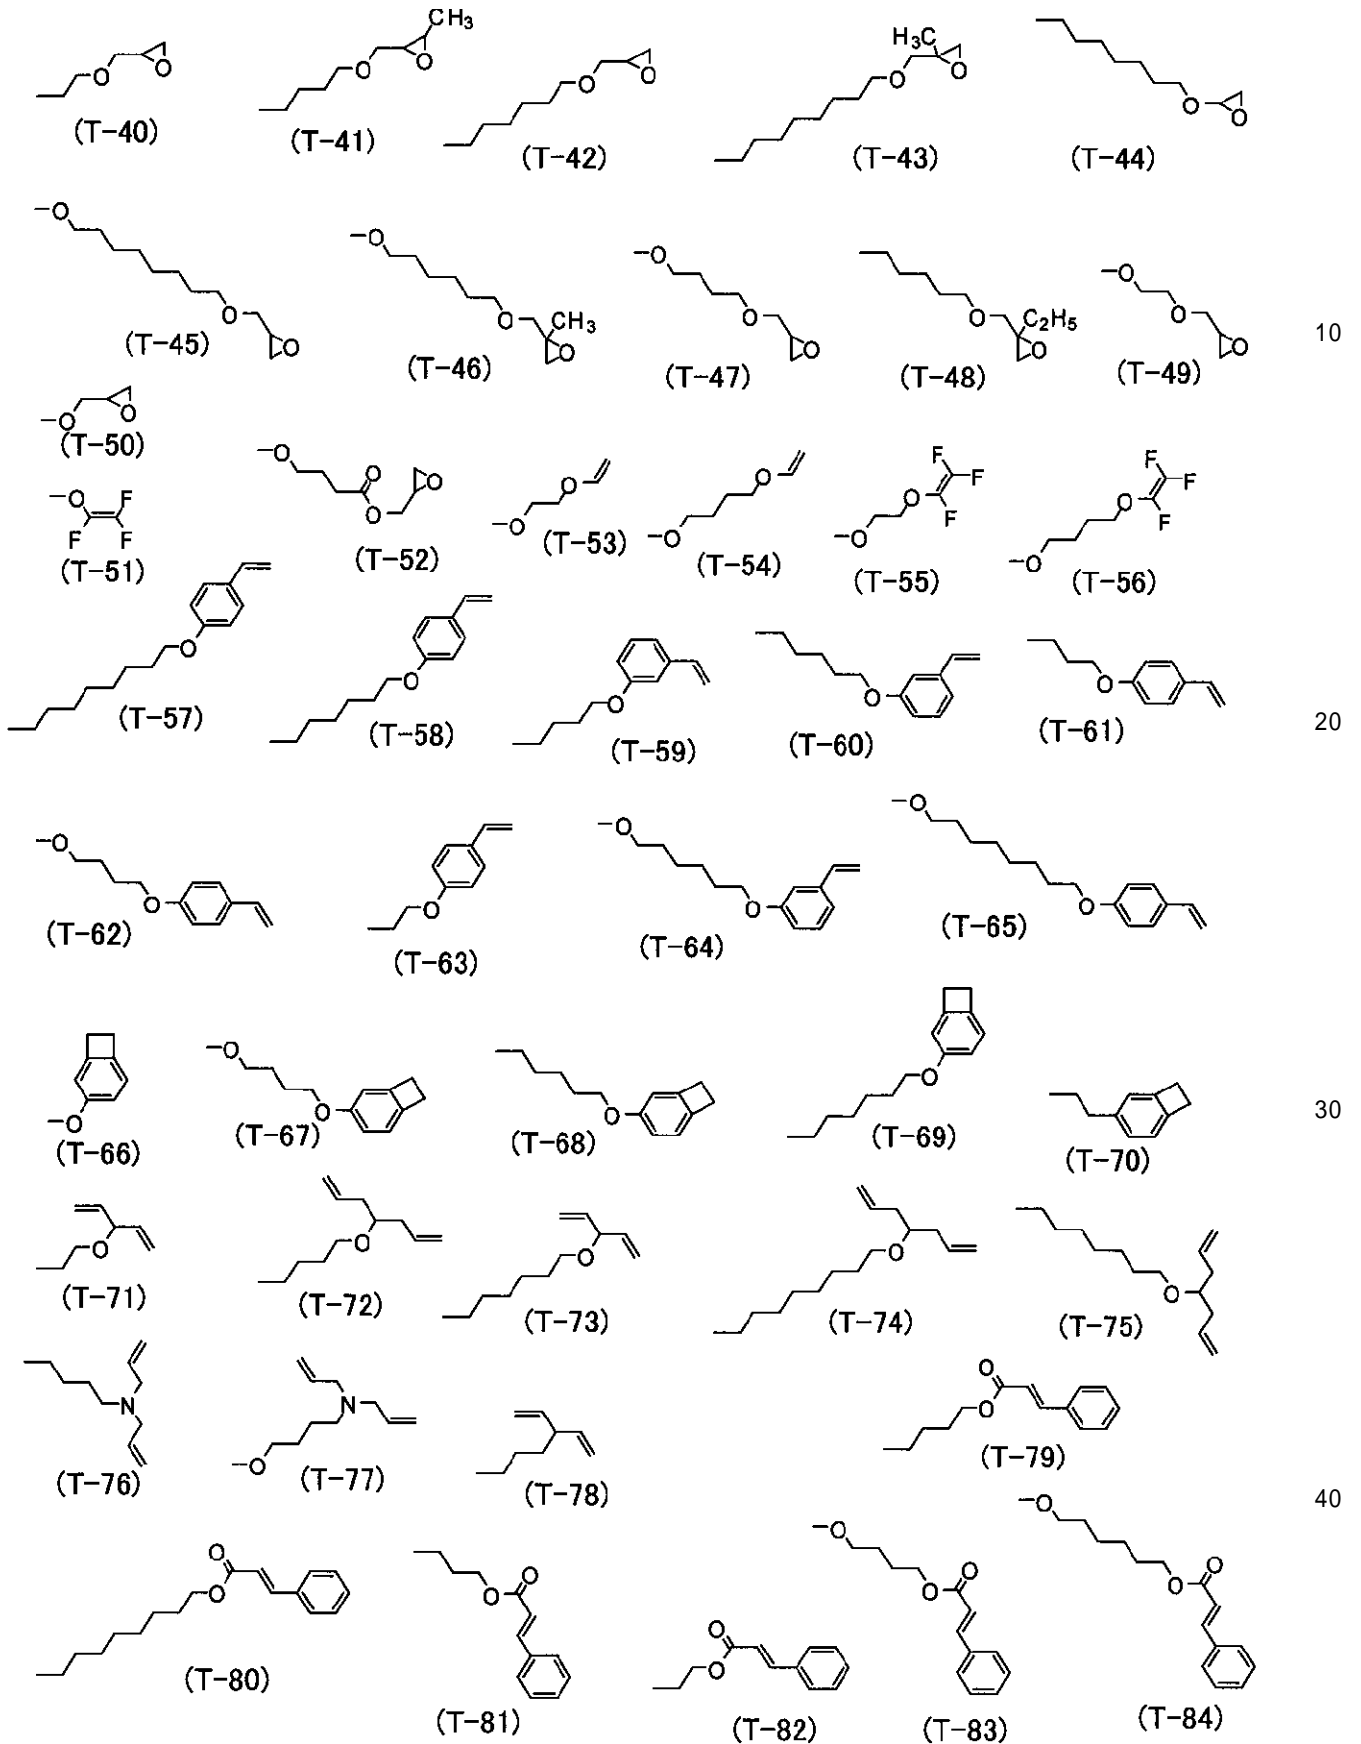 CH₃
H₃C
O O O O O O O O O O
(T-40) (T-41) (T-42) (T-43) (T-44)
O O O O O
O O CH₃ O O C₂H₅ O
O O O O O
(T-45) (T-46) (T-47) (T-48) (T-49)
10
O O
(T-50)
O F F F
(T-51)
O O O O
(T-52)
O O
(T-53)
O O
(T-54)
O O F F F
(T-55)
O O F F F
(T-56)
O O O O O
(T-57) (T-58) (T-59) (T-60) (T-61)
20
O O O O O O O
(T-62) (T-63) (T-64) (T-65)
O O O O O
(T-66) (T-67) (T-68) (T-69) (T-70)
30
O O O O O
(T-71) (T-72) (T-73) (T-74) (T-75)
N N O O O
(T-76) (T-77) (T-78) (T-79)
40
O O O O O O O O O O O O
(T-80) (T-81) (T-82) (T-83) (T-84)